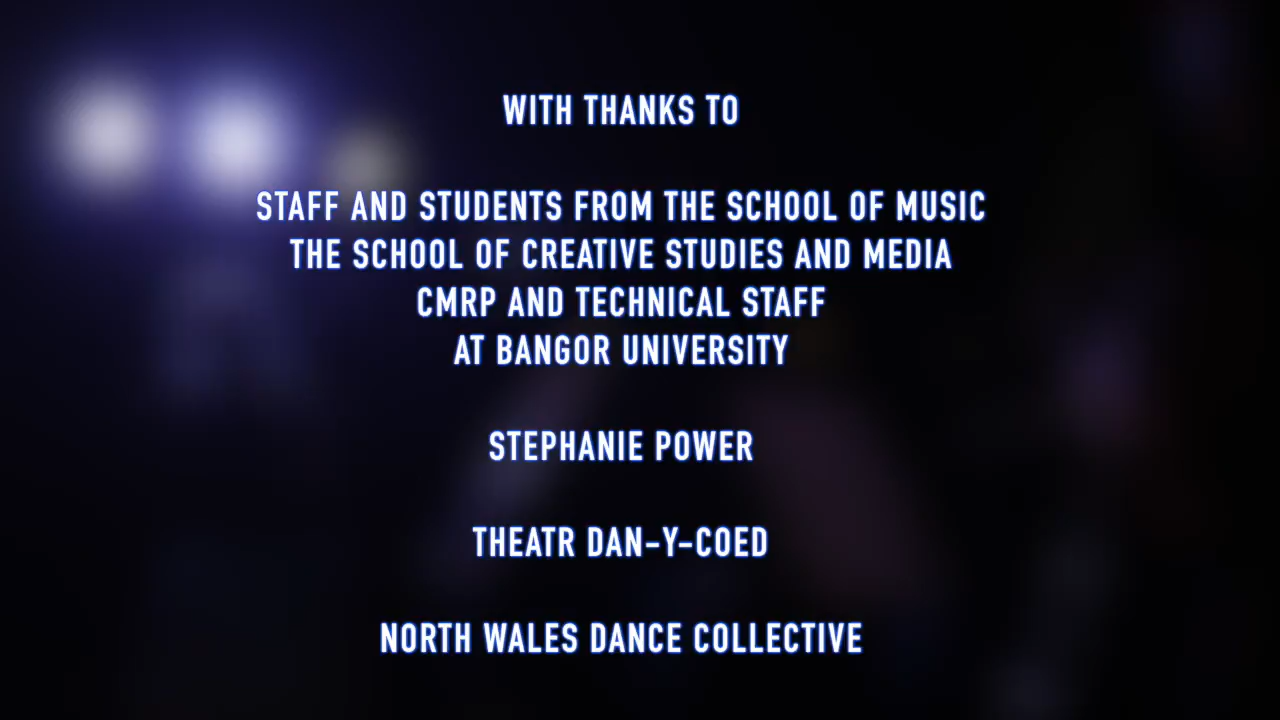 WITH THANKS TO
STAFF AND STUDENTS FROM THE SCHOOL OF MUSIC
THE SCHOOL OF CREATIVE STUDIES AND MEDIA
CMRP AND TECHNICAL STAFF
AT BANGOR UNIVERSITY
STEPHANIE POWER
THEATR DAN-Y-COED
NORTH WALES DANCE COLLECTIVE